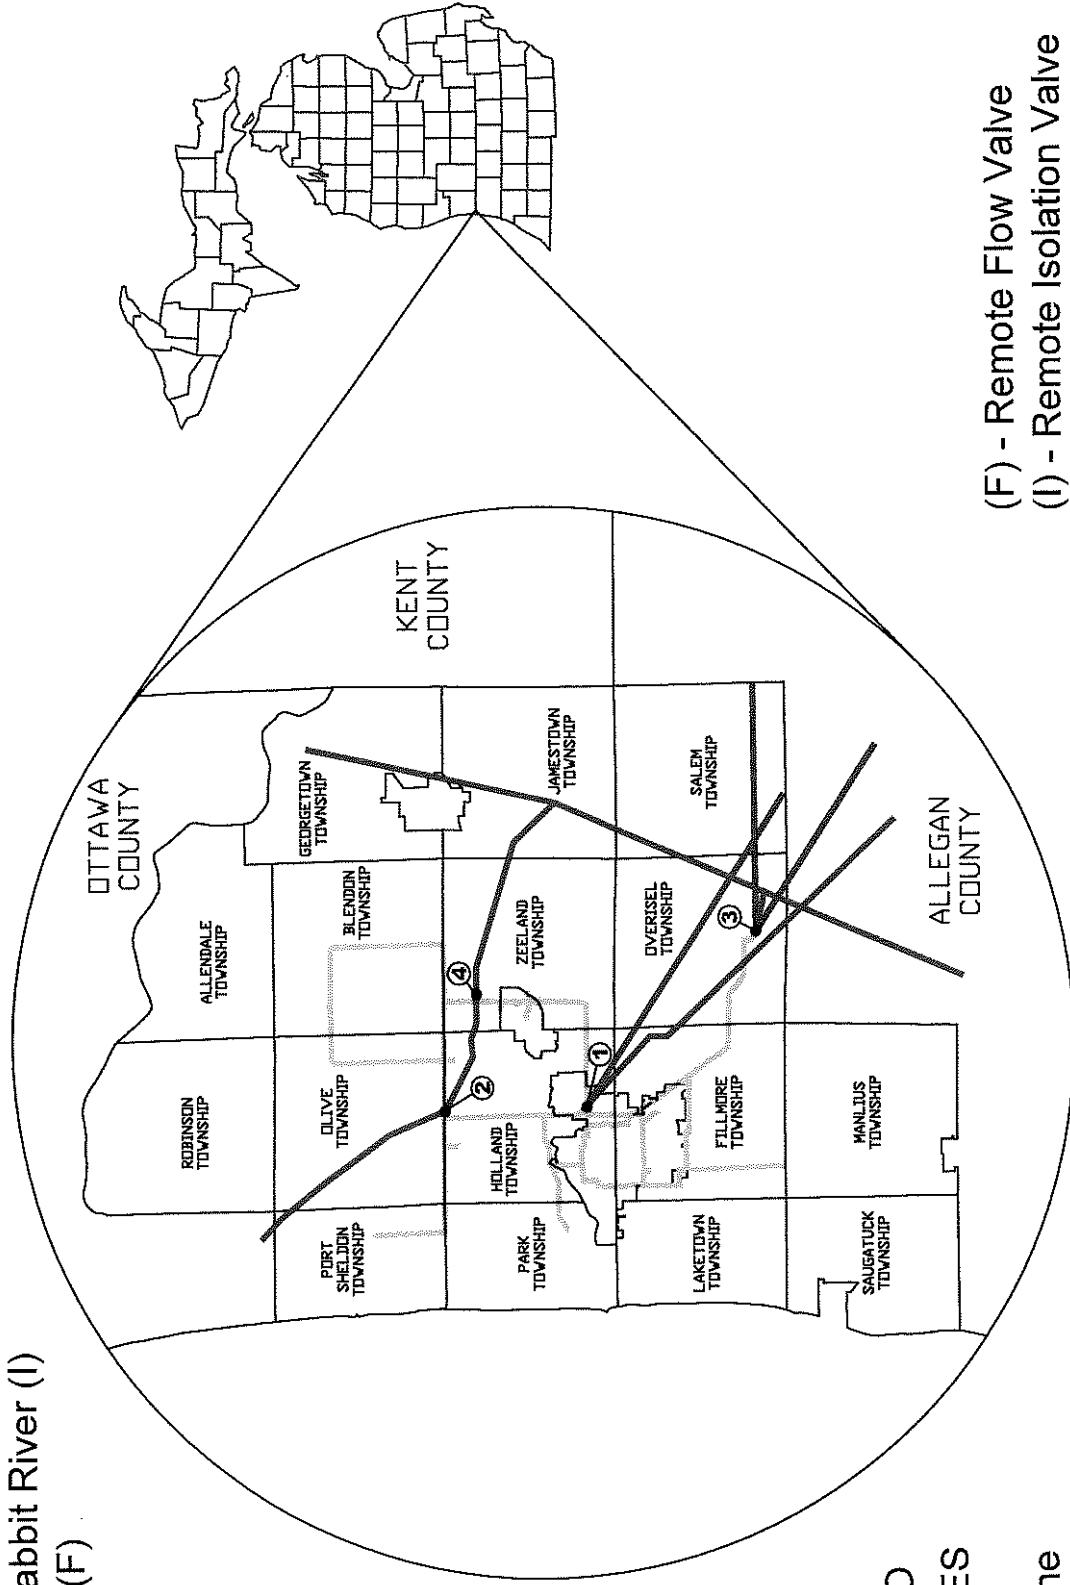 abbit River (I)
(F)
OTTAWA
COUNTY
KENT
COUNTY
ALLEGAN
COUNTY
ROBINSON
TOWNSHIP
ALLENDALE
TOWNSHIP
GEORGETOWN
TOWNSHIP
PORT
SHELDON
TOWNSHIP
OLIVE
TOWNSHIP
BLENDON
TOWNSHIP
PARK
TOWNSHIP
HOLLAND
TOWNSHIP
ZEELAND
TOWNSHIP
JAMESTOWN
TOWNSHIP
LAKETOWN
TOWNSHIP
FILLMORE
TOWNSHIP
OVERISEL
TOWNSHIP
SALEM
TOWNSHIP
SAUGATUCK
TOWNSHIP
MANLIUS
TOWNSHIP
2
4
1
3
ES
ne
(F) - Remote Flow Valve
(I) - Remote Isolation Valve